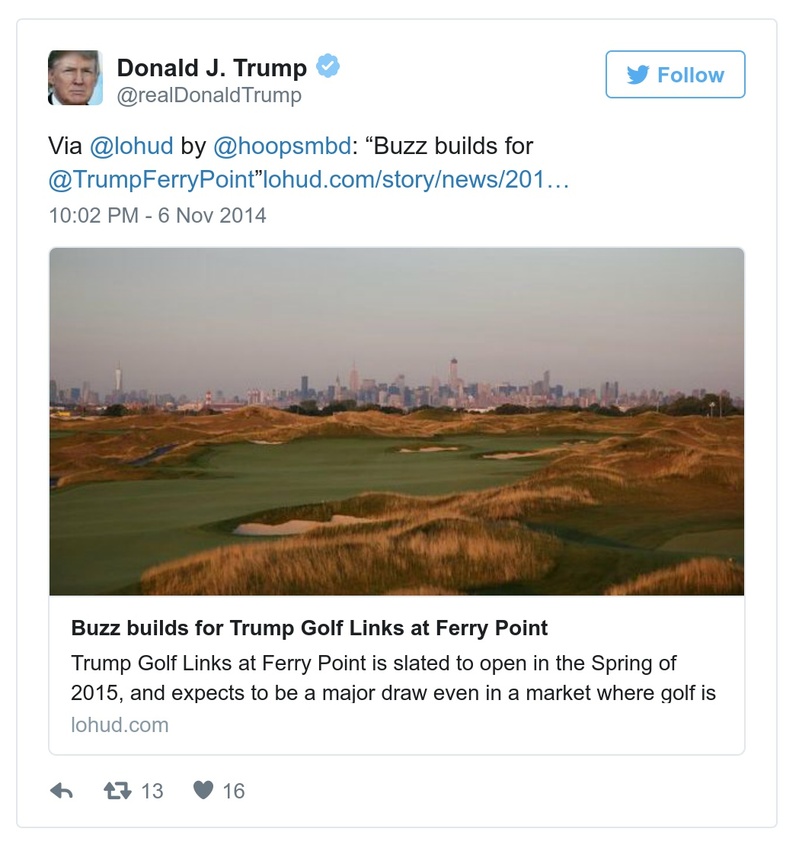 Donald J. Trump
@realDonaldTrump
Follow
Via @lohud by @hoopsmbd: “Buzz builds for
@TrumpFerryPoint”lohud.com/story/news/201…
10:02 PM - 6 Nov 2014
Buzz builds for Trump Golf Links at Ferry Point
Trump Golf Links at Ferry Point is slated to open in the Spring of
2015, and expects to be a major draw even in a market where golf is
lohud.com
13
16